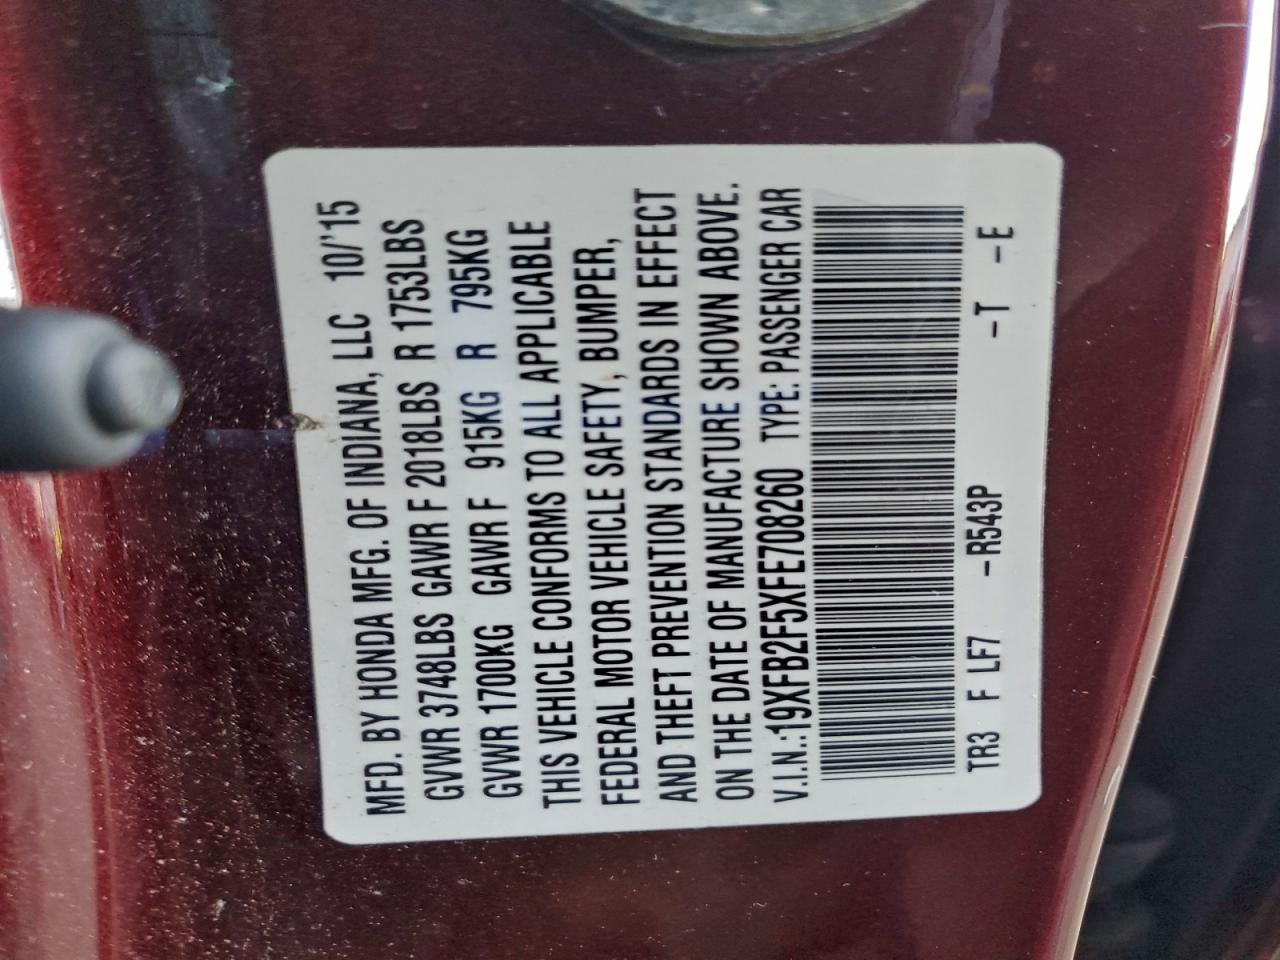 MFD. BY HONDA MFG. OF INDIANA, LLC 10/'15
GVWR 3748LBS GAWR F 2018LBS R 1753LBS
GVWR 1700KG GAWR F 915KG R 795KG
THIS VEHICLE CONFORMS TO ALL APPLICABLE
FEDERAL MOTOR VEHICLE SAFETY, BUMPER,
AND THEFT PREVENTION STANDARDS IN EFFECT
ON THE DATE OF MANUFACTURE SHOWN ABOVE.
V.I.N.:19XFB2F5XFE708260 TYPE: PASSENGER CAR
TR3 F LF7 -R543P -T -E